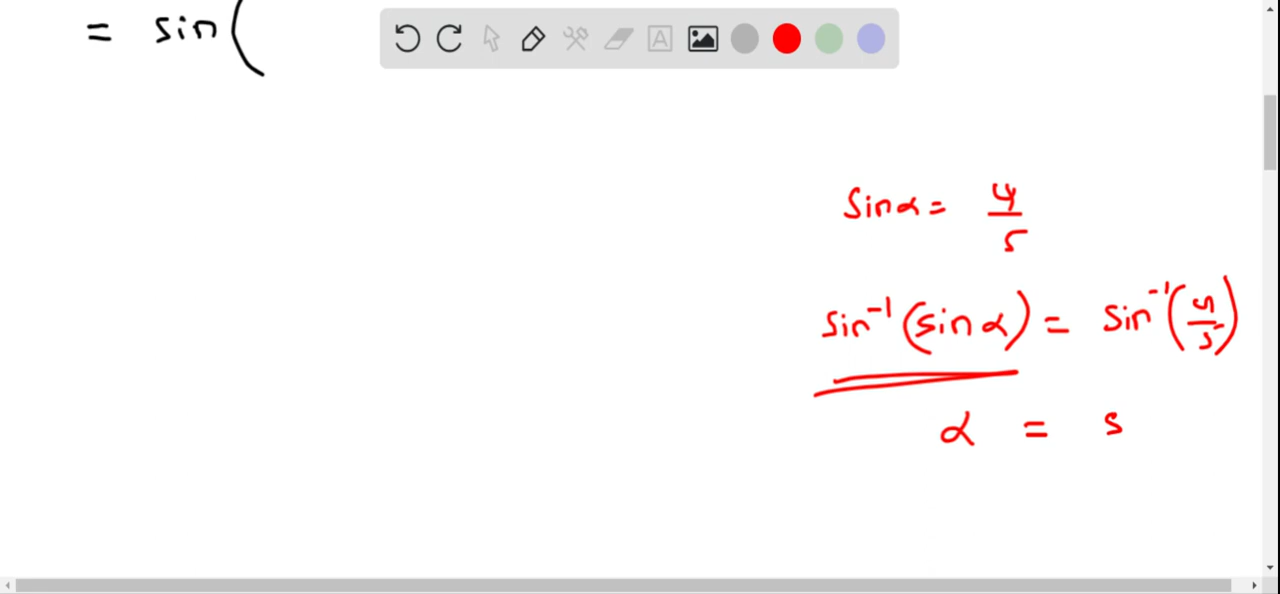 = sin(
sinα = 4/5
sin⁻¹(sinα) = sin⁻¹(4/5)
α = s